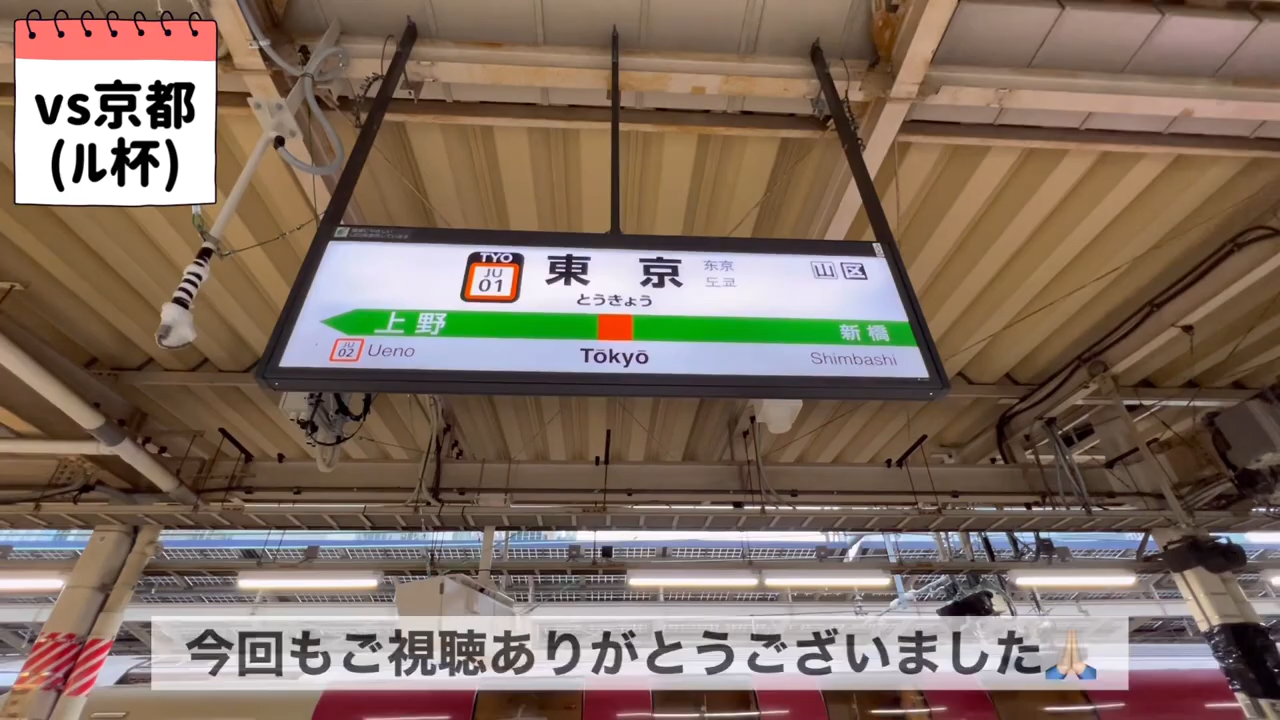 vs京都
(ル杯)
TYO
JU
01
東京
とうきょう
东京
도쿄
山 区
上野
新橋
JU
02
Ueno
Tōkyō
Shimbashi
今回もご視聴ありがとうございました🙏🏼